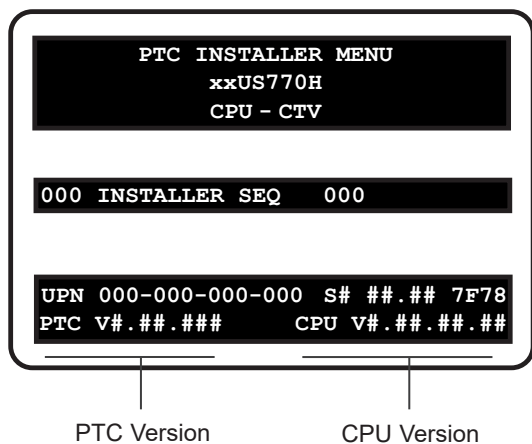 PTC INSTALLER MENU
xxUS770H
CPU – CTV
000 INSTALLER SEQ 000
UPN 000-000-000-000 S# ##.## 7F78
PTC V#.##.### CPU V#.##.##.##
PTC Version CPU Version